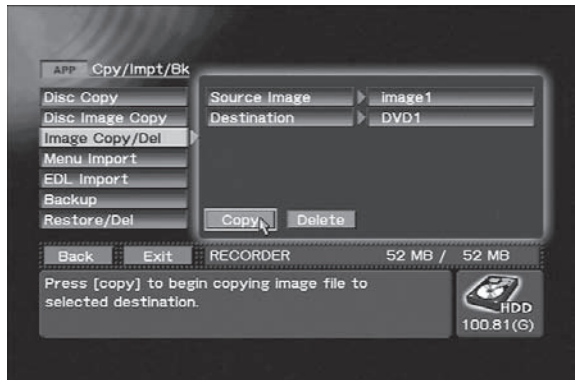 APP Cpy/Impt/Bk
Disc Copy
Disc Image Copy
Image Copy/Del
Menu Import
EDL Import
Backup
Restore/Del
Source Image image1
Destination DVD1
Copy Delete
Back Exit RECORDER 52 MB / 52 MB
Press [copy] to begin copying image file to
selected destination.
HDD
100.81(G)